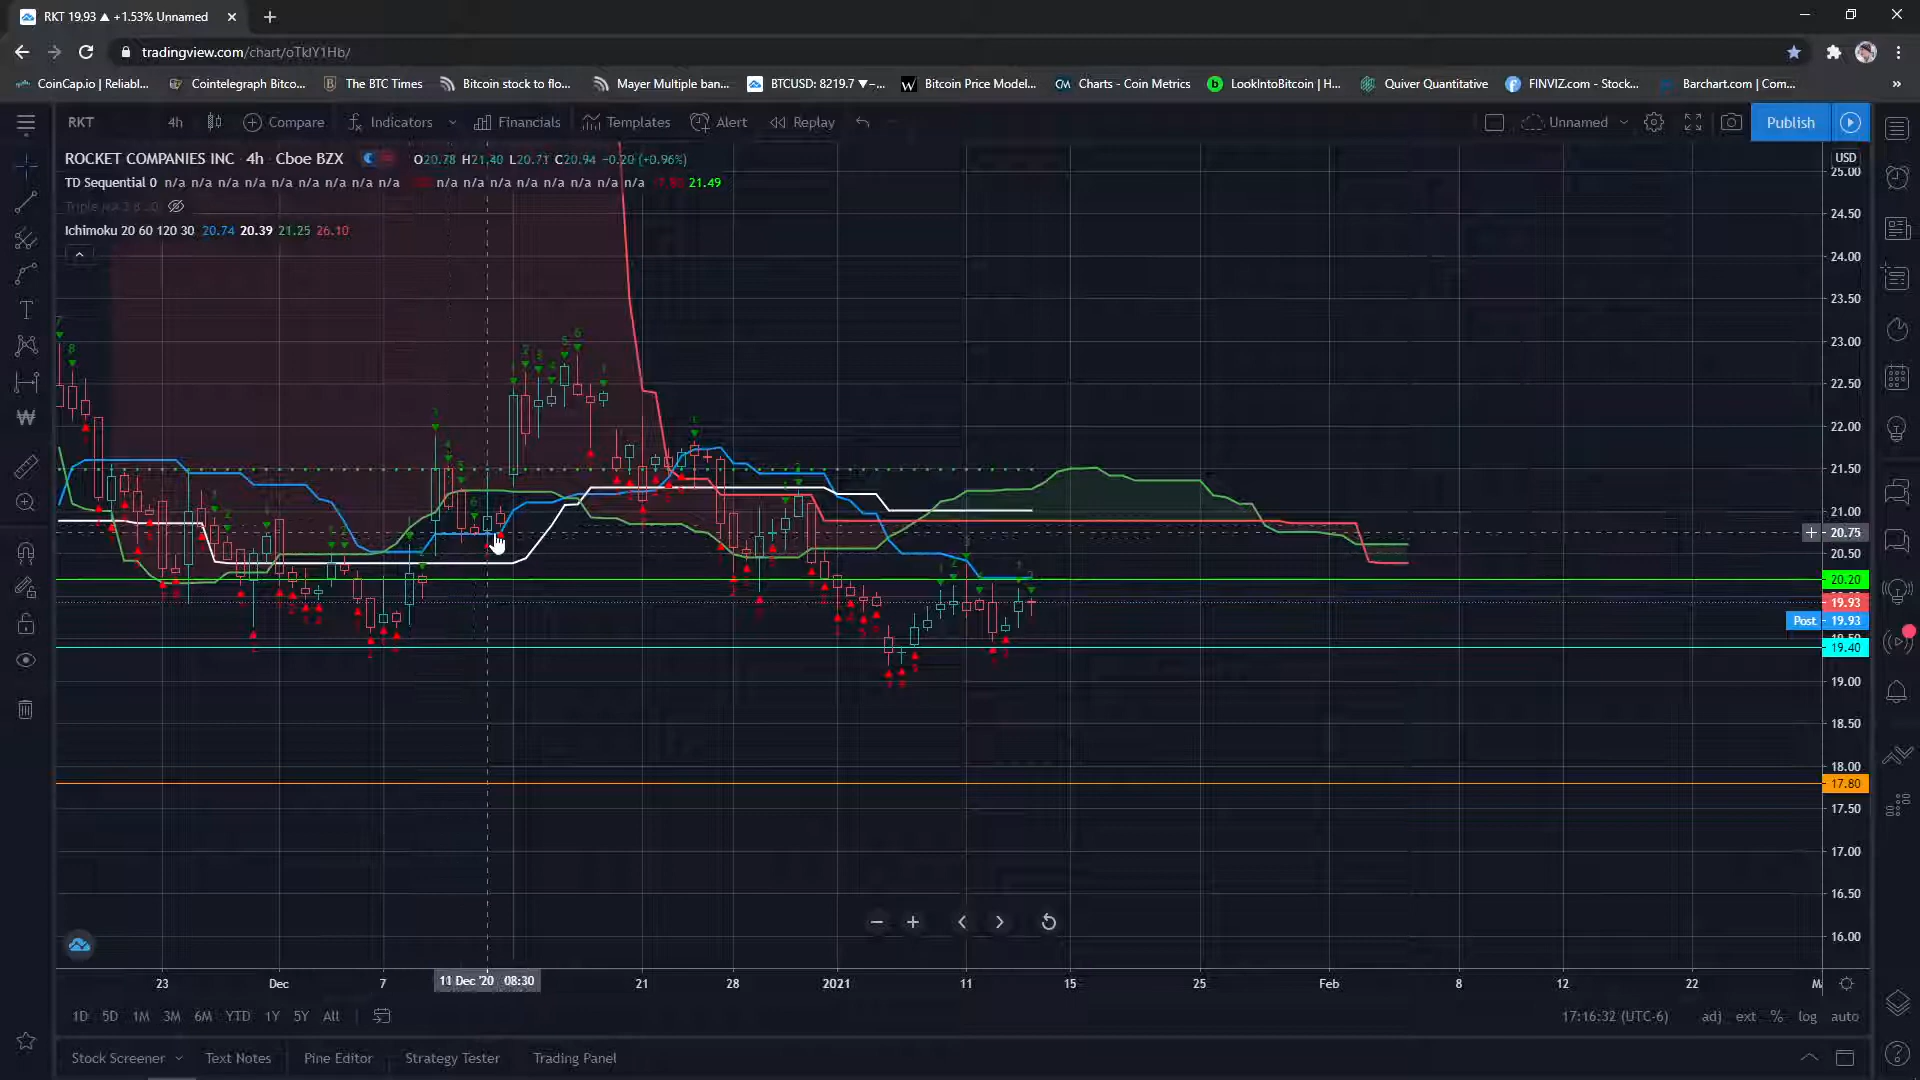 RKT 19.93 ▲ +1.53% Unnamed
tradingview.com/chart/oTkIY1Hb/
CoinCap.io | Reliabl...
Cointelegraph Bitco...
The BTC Times
Bitcoin stock to flo...
Mayer Multiple ban...
BTCUSD: 8219.7 ▼−...
Bitcoin Price Model...
Charts - Coin Metrics
LookIntoBitcoin | H...
Quiver Quantitative
FINVIZ.com - Stock...
Barchart.com | Com...
RKT 4h Compare Indicators Financials Templates Alert Replay Unnamed Publish
ROCKET COMPANIES INC · 4h · Cboe BZX O20.78 H21.40 L20.71 C20.94 −0.20 (+0.96%)
TD Sequential 0 n/a n/a n/a n/a n/a n/a n/a n/a n/a n/a n/a n/a n/a n/a n/a n/a n/a n/a 21.49
Ichimoku 20 60 120 30 20.74 20.39 21.25 26.10
USD
25.00
24.50
24.00
23.50
23.00
22.50
22.00
21.50
21.00
20.75
20.50
20.20
19.93
Post 19.93
19.40
19.00
18.50
18.00
17.80
17.50
17.00
16.50
16.00
23 Dec 7 11 Dec '20 08:30 21 28 2021 11 15 25 Feb 8 12 22
1D 5D 1M 3M 6M YTD 1Y 5Y All
17:16:32 (UTC-6) adj ext % log auto
Stock Screener Text Notes Pine Editor Strategy Tester Trading Panel